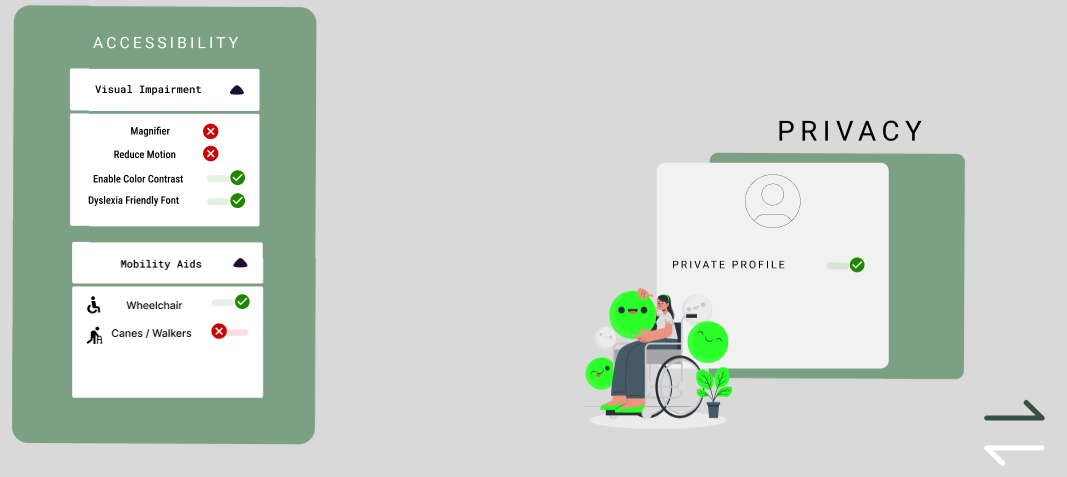 ACCESSIBILITY
Visual Impairment
Magnifier
Reduce Motion
Enable Color Contrast
Dyslexia Friendly Font
Mobility Aids
Wheelchair
Canes / Walkers
PRIVACY
PRIVATE PROFILE